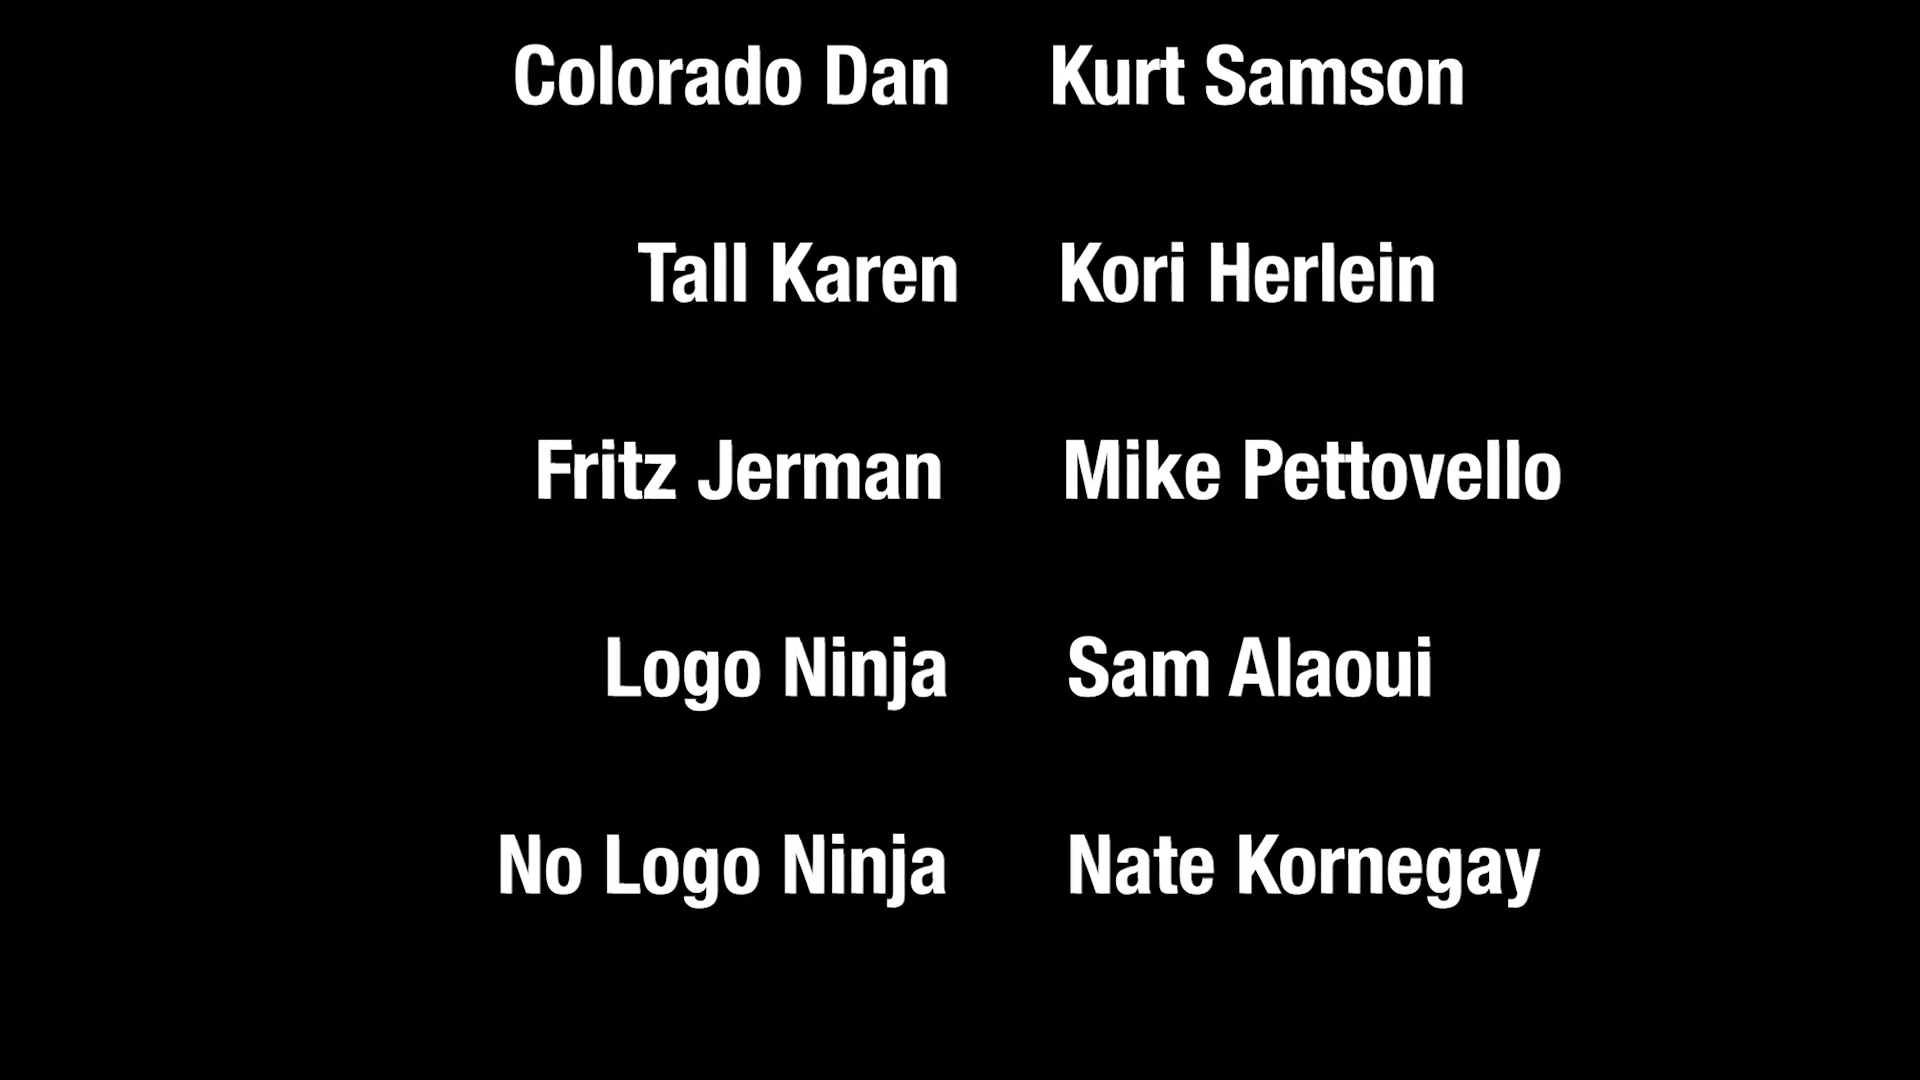 Colorado Dan Kurt Samson
Tall Karen Kori Herlein
Fritz Jerman Mike Pettovello
Logo Ninja Sam Alaoui
No Logo Ninja Nate Kornegay